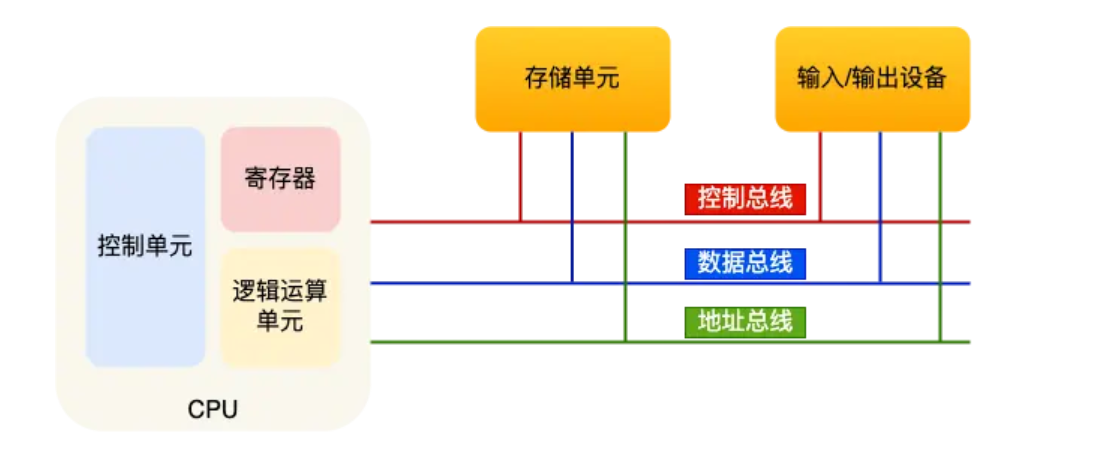 存储单元
输入/输出设备
控制单元
寄存器
逻辑运算
单元
CPU
控制总线
数据总线
地址总线